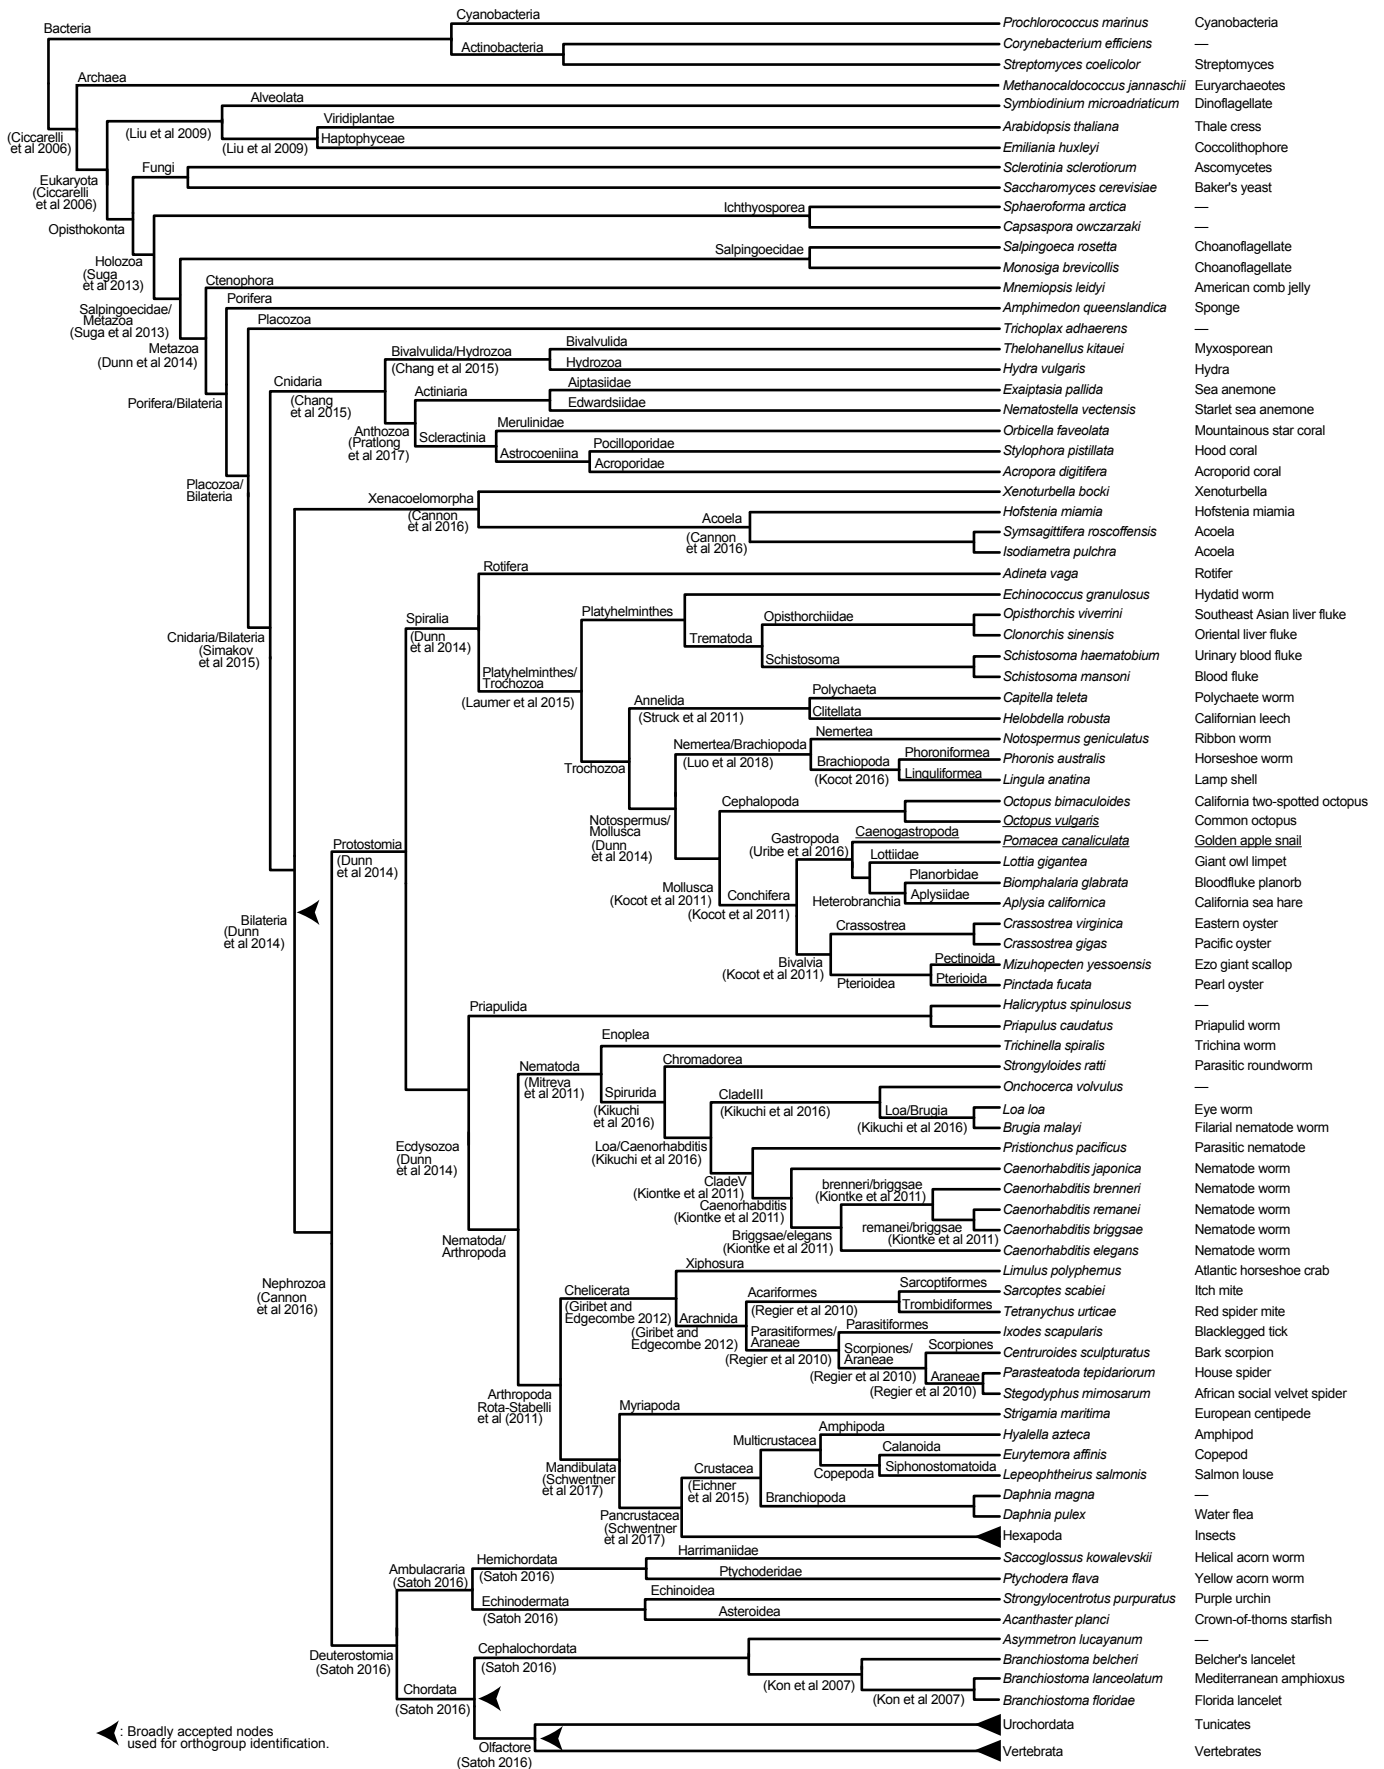 Cyanobacteria
Bacteria
Prochlorococcus marinus Cyanobacteria
Actinobacteria
Corynebacterium efficiens —
Streptomyces coelicolor Streptomyces
Archaea
Methanocaldococcus jannaschii Euryarchaeotes
Alveolata
Symbiodinium microadriaticum Dinoflagellate
(Ciccarelli
et al 2006)
(Liu et al 2009)
Viridiplantae
Arabidopsis thaliana Thale cress
(Liu et al 2009)
Haptophyceae
Emiliania huxleyi Coccolithophore
Eukaryota
(Ciccarelli
et al 2006)
Fungi
Sclerotinia sclerotiorum Ascomycetes
Saccharomyces cerevisiae Baker's yeast
Opisthokonta
Ichthyosporea
Sphaeroforma arctica —
Capsaspora owczarzaki —
Holozoa
(Suga
et al 2013)
Salpingoecidae
Salpingoeca rosetta Choanoflagellate
Monosiga brevicollis Choanoflagellate
Salpingoecidae/
Metazoa
(Suga et al 2013)
Ctenophora
Mnemiopsis leidyi American comb jelly
Metazoa
(Dunn et al 2014)
Porifera
Amphimedon queenslandica Sponge
Porifera/Bilateria
Placozoa
Trichoplax adhaerens —
Placozoa/
Bilateria
Cnidaria
(Chang
et al 2015)
Bivalvulida/Hydrozoa
(Chang et al 2015)
Bivalvulida
Thelohanellus kitauei Myxosporean
Hydrozoa
Hydra vulgaris Hydra
Anthozoa
(Pratlong
et al 2017)
Actiniaria
Aiptasiidae
Exaiptasia pallida Sea anemone
Edwardsiidae
Nematostella vectensis Starlet sea anemone
Scleractinia
Merulinidae
Orbicella faveolata Mountainous star coral
Astrocoeniina
Pocilloporidae
Stylophora pistillata Hood coral
Acroporidae
Acropora digitifera Acroporid coral
Cnidaria/Bilateria
(Simakov
et al 2015)
Xenacoelomorpha
(Cannon
et al 2016)
Xenoturbella bocki Xenoturbella
Acoela
(Cannon
et al 2016)
Hofstenia miamia Hofstenia miamia
Symsagittifera roscoffensis Acoela
Isodiametra pulchra Acoela
Bilateria
(Dunn
et al 2014)
Protostomia
(Dunn
et al 2014)
Spiralia
(Dunn
et al 2014)
Rotifera
Adineta vaga Rotifer
Platyhelminthes/
Trochozoa
(Laumer et al 2015)
Platyhelminthes
Echinococcus granulosus Hydatid worm
Trematoda
Opisthorchiidae
Opisthorchis viverrini Southeast Asian liver fluke
Clonorchis sinensis Oriental liver fluke
Schistosoma
Schistosoma haematobium Urinary blood fluke
Schistosoma mansoni Blood fluke
Trochozoa
Annelida
(Struck et al 2011)
Polychaeta
Capitella teleta Polychaete worm
Clitellata
Helobdella robusta Californian leech
Notospermus/
Mollusca
(Dunn
et al 2014)
Nemertea/Brachiopoda
(Luo et al 2018)
Nemertea
Notospermus geniculatus Ribbon worm
Brachiopoda
(Kocot 2016)
Phoroniformea
Phoronis australis Horseshoe worm
Linguliformea
Lingula anatina Lamp shell
Mollusca
(Kocot et al 2011)
Cephalopoda
Octopus bimaculoides California two-spotted octopus
Octopus vulgaris Common octopus
Conchifera
(Kocot et al 2011)
Gastropoda
(Uribe et al 2016)
Caenogastropoda
Pomacea canaliculata Golden apple snail
Lottiidae
Lottia gigantea Giant owl limpet
Heterobranchia
Planorbidae
Biomphalaria glabrata Bloodfluke planorb
Aplysiidae
Aplysia californica California sea hare
Bivalvia
(Kocot et al 2011)
Crassostrea
Crassostrea virginica Eastern oyster
Crassostrea gigas Pacific oyster
Pterioidea
Pectinoida
Mizuhopecten yessoensis Ezo giant scallop
Pterioida
Pinctada fucata Pearl oyster
Ecdysozoa
(Dunn
et al 2014)
Priapulida
Halicryptus spinulosus —
Priapulus caudatus Priapulid worm
Nematoda/
Arthropoda
Nematoda
(Mitreva
et al 2011)
Enoplea
Trichinella spiralis Trichina worm
Spirurida
(Kikuchi
et al 2016)
Chromadorea
Strongyloides ratti Parasitic roundworm
Loa/Caenorhabditis
(Kikuchi et al 2016)
CladeIII
(Kikuchi et al 2016)
Onchocerca volvulus —
Loa/Brugia
(Kikuchi et al 2016)
Loa loa Eye worm
Brugia malayi Filarial nematode worm
CladeV
(Kiontke et al 2011)
Pristionchus pacificus Parasitic nematode
Caenorhabditis
(Kiontke et al 2011)
Caenorhabditis japonica Nematode worm
Briggsae/elegans
(Kiontke et al 2011)
brenneri/briggsae
(Kiontke et al 2011)
Caenorhabditis brenneri Nematode worm
remanei/briggsae
(Kiontke et al 2011)
Caenorhabditis remanei Nematode worm
Caenorhabditis briggsae Nematode worm
Caenorhabditis elegans Nematode worm
Arthropoda
Rota-Stabelli
et al (2011)
Chelicerata
(Giribet and
Edgecombe 2012)
Xiphosura
Limulus polyphemus Atlantic horseshoe crab
Arachnida
(Giribet and
Edgecombe 2012)
Acariformes
(Regier et al 2010)
Sarcoptiformes
Sarcoptes scabiei Itch mite
Trombidiformes
Tetranychus urticae Red spider mite
Parasitiformes/
Araneae
(Regier et al 2010)
Parasitiformes
Ixodes scapularis Blacklegged tick
Scorpiones/
Araneae
(Regier et al 2010)
Scorpiones
Centruroides sculpturatus Bark scorpion
Araneae
(Regier et al 2010)
Parasteatoda tepidariorum House spider
Stegodyphus mimosarum African social velvet spider
Mandibulata
(Schwentner
et al 2017)
Myriapoda
Strigamia maritima European centipede
Pancrustacea
(Schwentner
et al 2017)
Crustacea
(Eichner
et al 2015)
Multicrustacea
Amphipoda
Hyalella azteca Amphipod
Copepoda
Calanoida
Eurytemora affinis Copepod
Siphonostomatoida
Lepeophtheirus salmonis Salmon louse
Branchiopoda
Daphnia magna —
Daphnia pulex Water flea
Hexapoda Insects
Nephrozoa
(Cannon
et al 2016)
Deuterostomia
(Satoh 2016)
Ambulacraria
(Satoh 2016)
Hemichordata
(Satoh 2016)
Harrimaniidae
Saccoglossus kowalevskii Helical acorn worm
Ptychoderidae
Ptychodera flava Yellow acorn worm
Echinodermata
(Satoh 2016)
Echinoidea
Strongylocentrotus purpuratus Purple urchin
Asteroidea
Acanthaster planci Crown-of-thorns starfish
Chordata
(Satoh 2016)
Cephalochordata
(Satoh 2016)
Asymmetron lucayanum —
(Kon et al 2007)
Branchiostoma belcheri Belcher's lancelet
(Kon et al 2007)
Branchiostoma lanceolatum Mediterranean amphioxus
Branchiostoma floridae Florida lancelet
Olfactore
(Satoh 2016)
Urochordata Tunicates
Vertebrata Vertebrates
: Broadly accepted nodes
used for orthogroup identification.